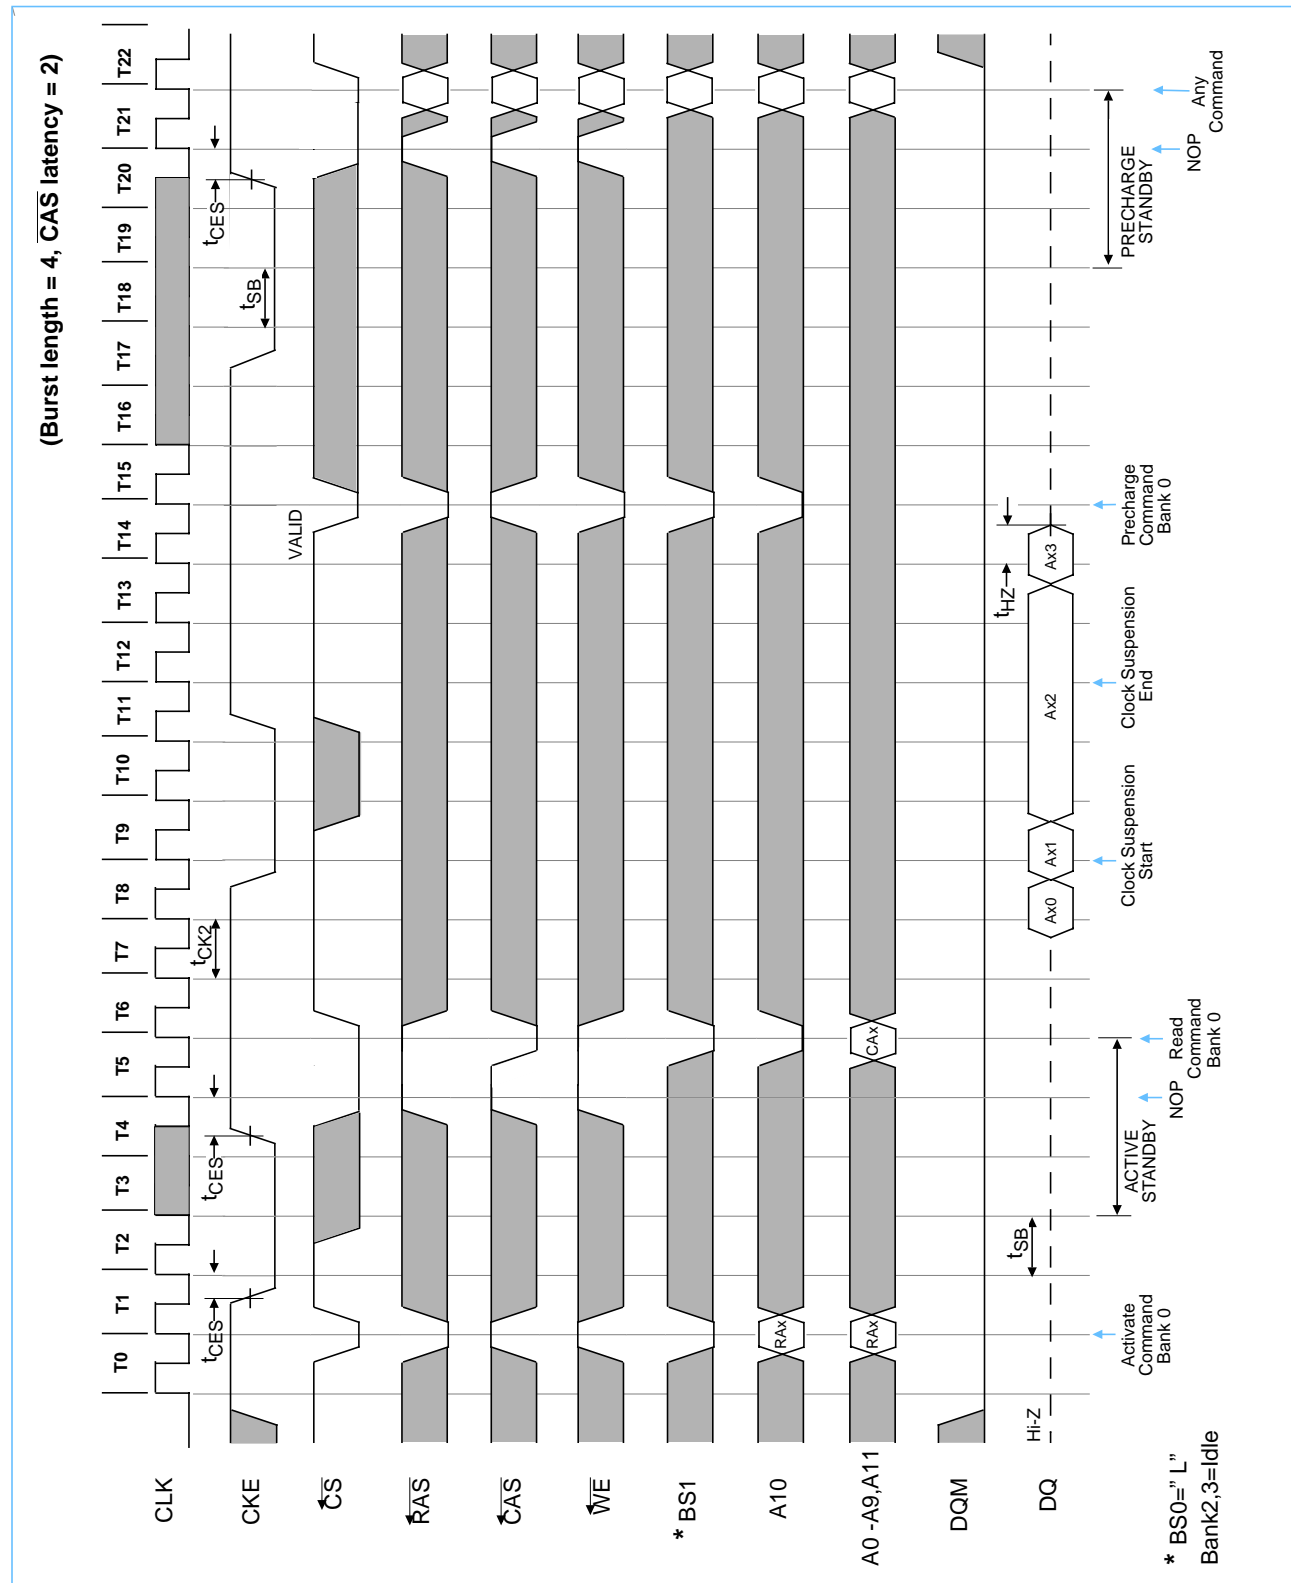 (Burst length = 4, CAS latency = 2)
T0 T1 T2 T3 T4 T5 T6 T7 T8 T9 T10 T11 T12 T13 T14 T15 T16 T17 T18 T19 T20 T21 T22
CLK
tCES
tCES
tCK2
tCES
CKE
tSB
CS
VALID
RAS
CAS
WE
* BS1
A10
RAx
A0 -A9,A11
RAx
CAx
DQM
tSB
tHZ
DQ
Hi-Z
Ax0
Ax1
Ax2
Ax3
ACTIVE
STANDBY
PRECHARGE
STANDBY
Activate
Command
Bank 0
NOP
Read
Command
Bank 0
Clock Suspension
Start
Clock Suspension
End
Precharge
Command
Bank 0
NOP
Any
Command
* BS0=” L”
Bank2,3=Idle